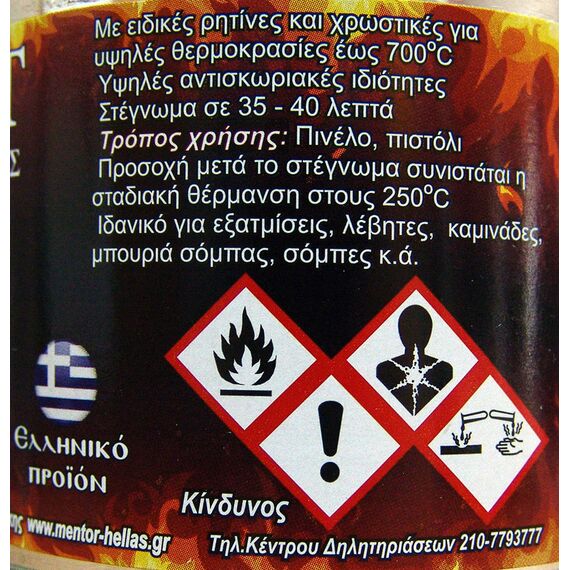 Με ειδικές ρητίνες και χρωστικές για
υψηλές θερμοκρασίες έως 700°C
Υψηλές αντισκωριακές ιδιότητες
Στέγνωμα σε 35 - 40 λεπτά
Τρόπος χρήσης: Πινέλο, πιστόλι
Προσοχή μετά το στέγνωμα συνιστάται η
σταδιακή θέρμανση στους 250°C
Ιδανικό για εξατμίσεις, λέβητες, καμινάδες,
μπουριά σόμπας, σόμπες κ.ά.
Ελληνικό
προϊόν
Κίνδυνος
www.mentor-hellas.gr
Τηλ.Κέντρου Δηλητηριάσεων 210-7793777